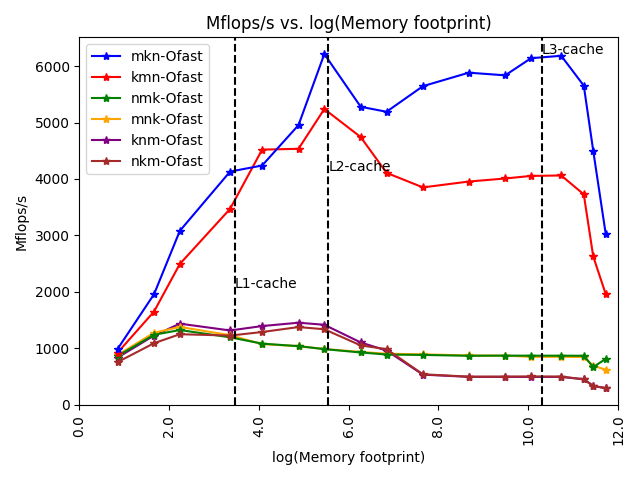 Mflops/s vs. log(Memory footprint)
mkn-Ofast
kmn-Ofast
nmk-Ofast
mnk-Ofast
knm-Ofast
nkm-Ofast
L3-cache
L2-cache
L1-cache
Mflops/s
6000
5000
4000
3000
2000
1000
0
0.0
2.0
4.0
6.0
8.0
10.0
12.0
log(Memory footprint)